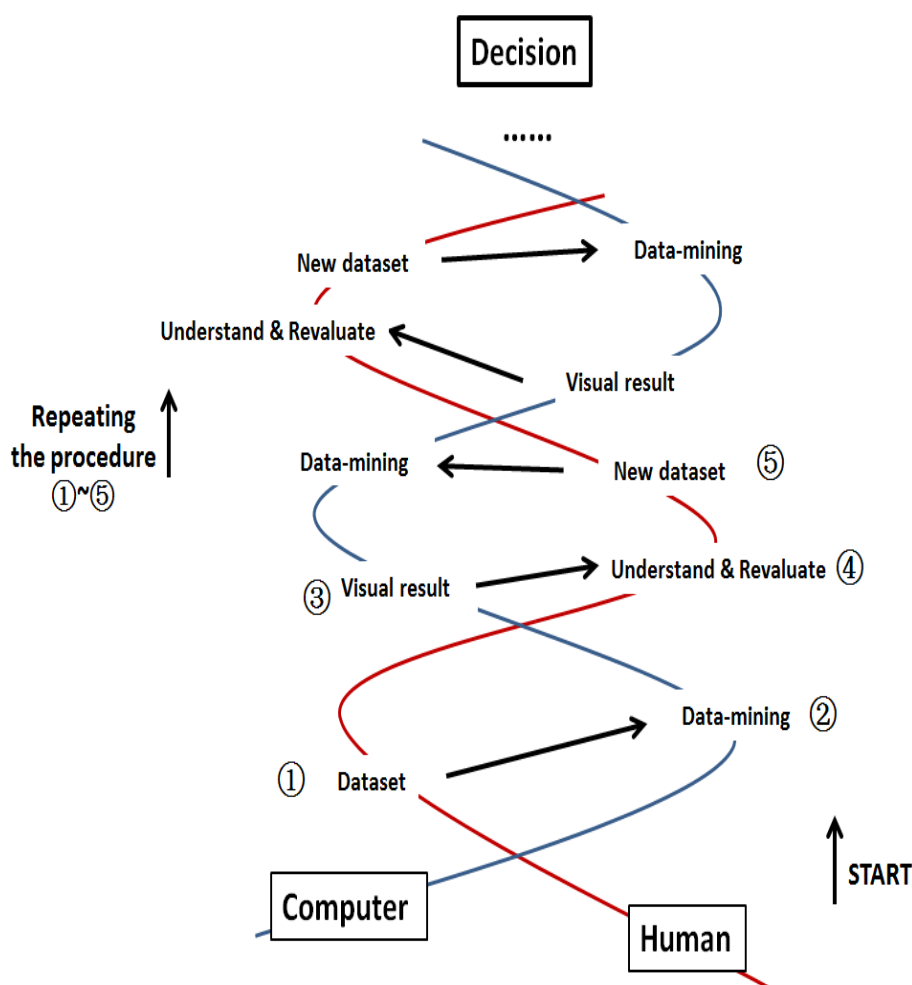 Decision
......
New dataset
Data-mining
Understand & Revaluate
Visual result
Repeating
the procedure
①~⑤
Data-mining
New dataset ⑤
Understand & Revaluate ④
③ Visual result
Data-mining ②
① Dataset
START
Computer
Human